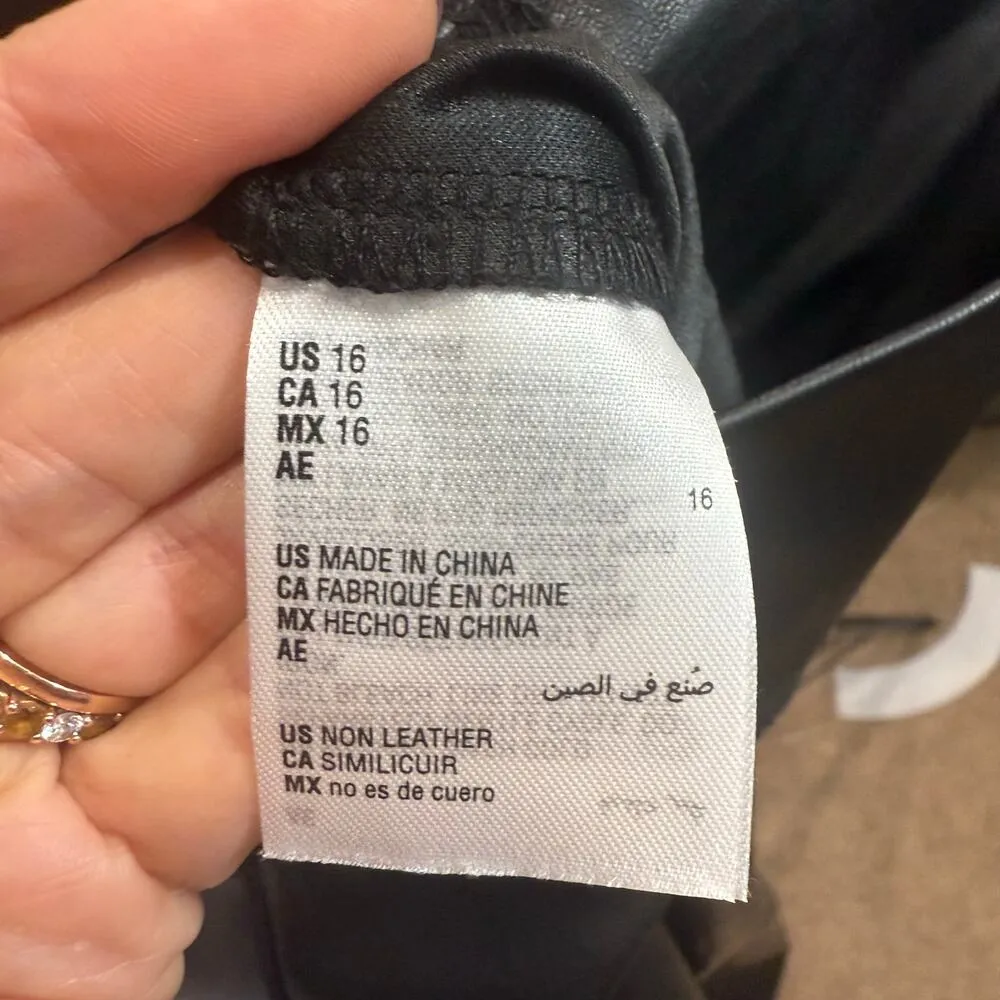 US 16
CA 16
MX 16
AE
16
US MADE IN CHINA
CA FABRIQUÉ EN CHINE
MX HECHO EN CHINA
AE
صُنع في الصين
US NON LEATHER
CA SIMILICUIR
MX no es de cuero